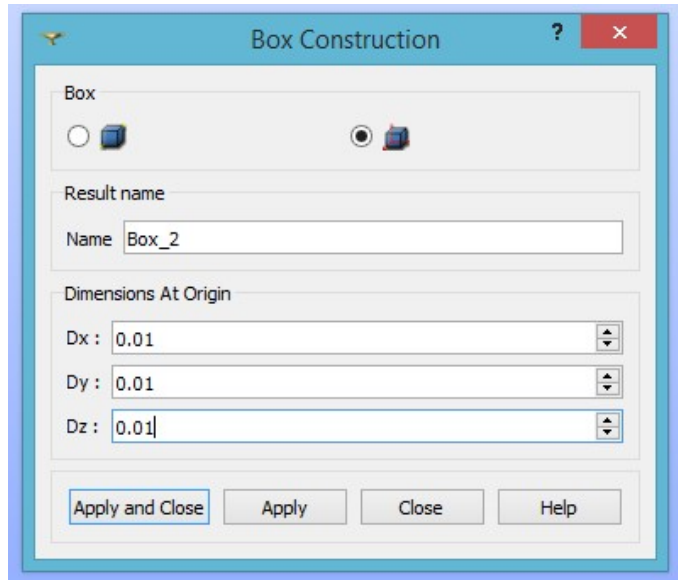 Box Construction
?
Box
Result name
Name Box_2
Dimensions At Origin
Dx : 0.01
Dy : 0.01
Dz : 0.01
Apply and Close Apply Close Help